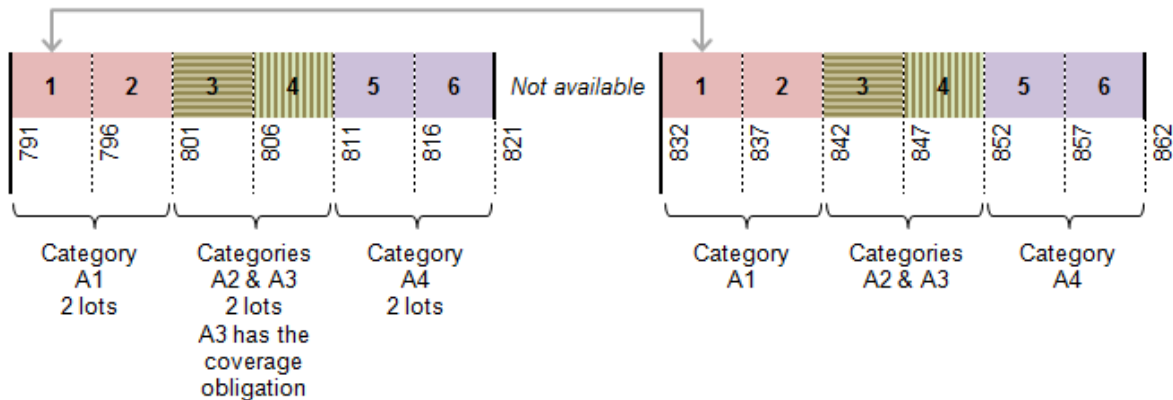 1 2 3 4 5 6 Not available 1 2 3 4 5 6
791 796 801 806 811 816 821 832 837 842 847 852 857 862
Category
A1
2 lots
Categories
A2 & A3
2 lots
A3 has the
coverage
obligation
Category
A4
2 lots
Category
A1
Categories
A2 & A3
Category
A4